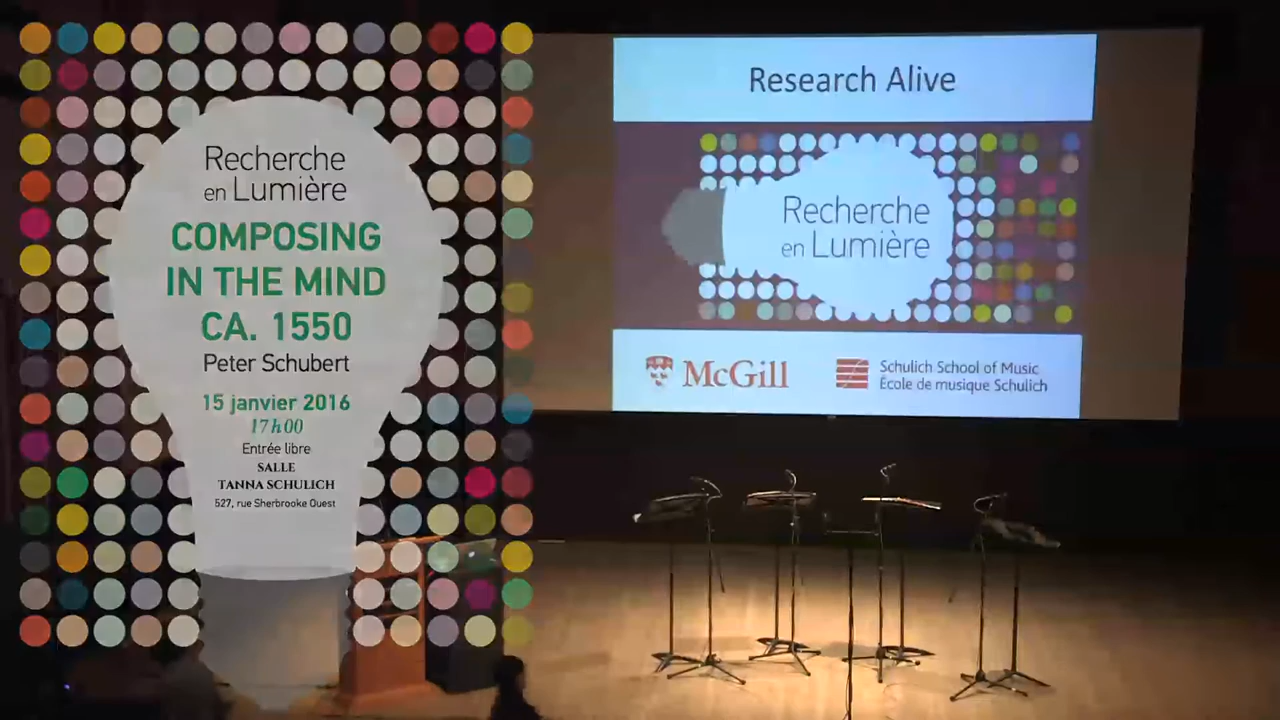 Recherche
en Lumière
COMPOSING
IN THE MIND
CA. 1550
Peter Schubert
15 janvier 2016
17h00
Entrée libre
SALLE
TANNA SCHULICH
527, rue Sherbrooke Ouest
Research Alive
Recherche
en Lumière
McGill
Schulich School of Music
École de musique Schulich